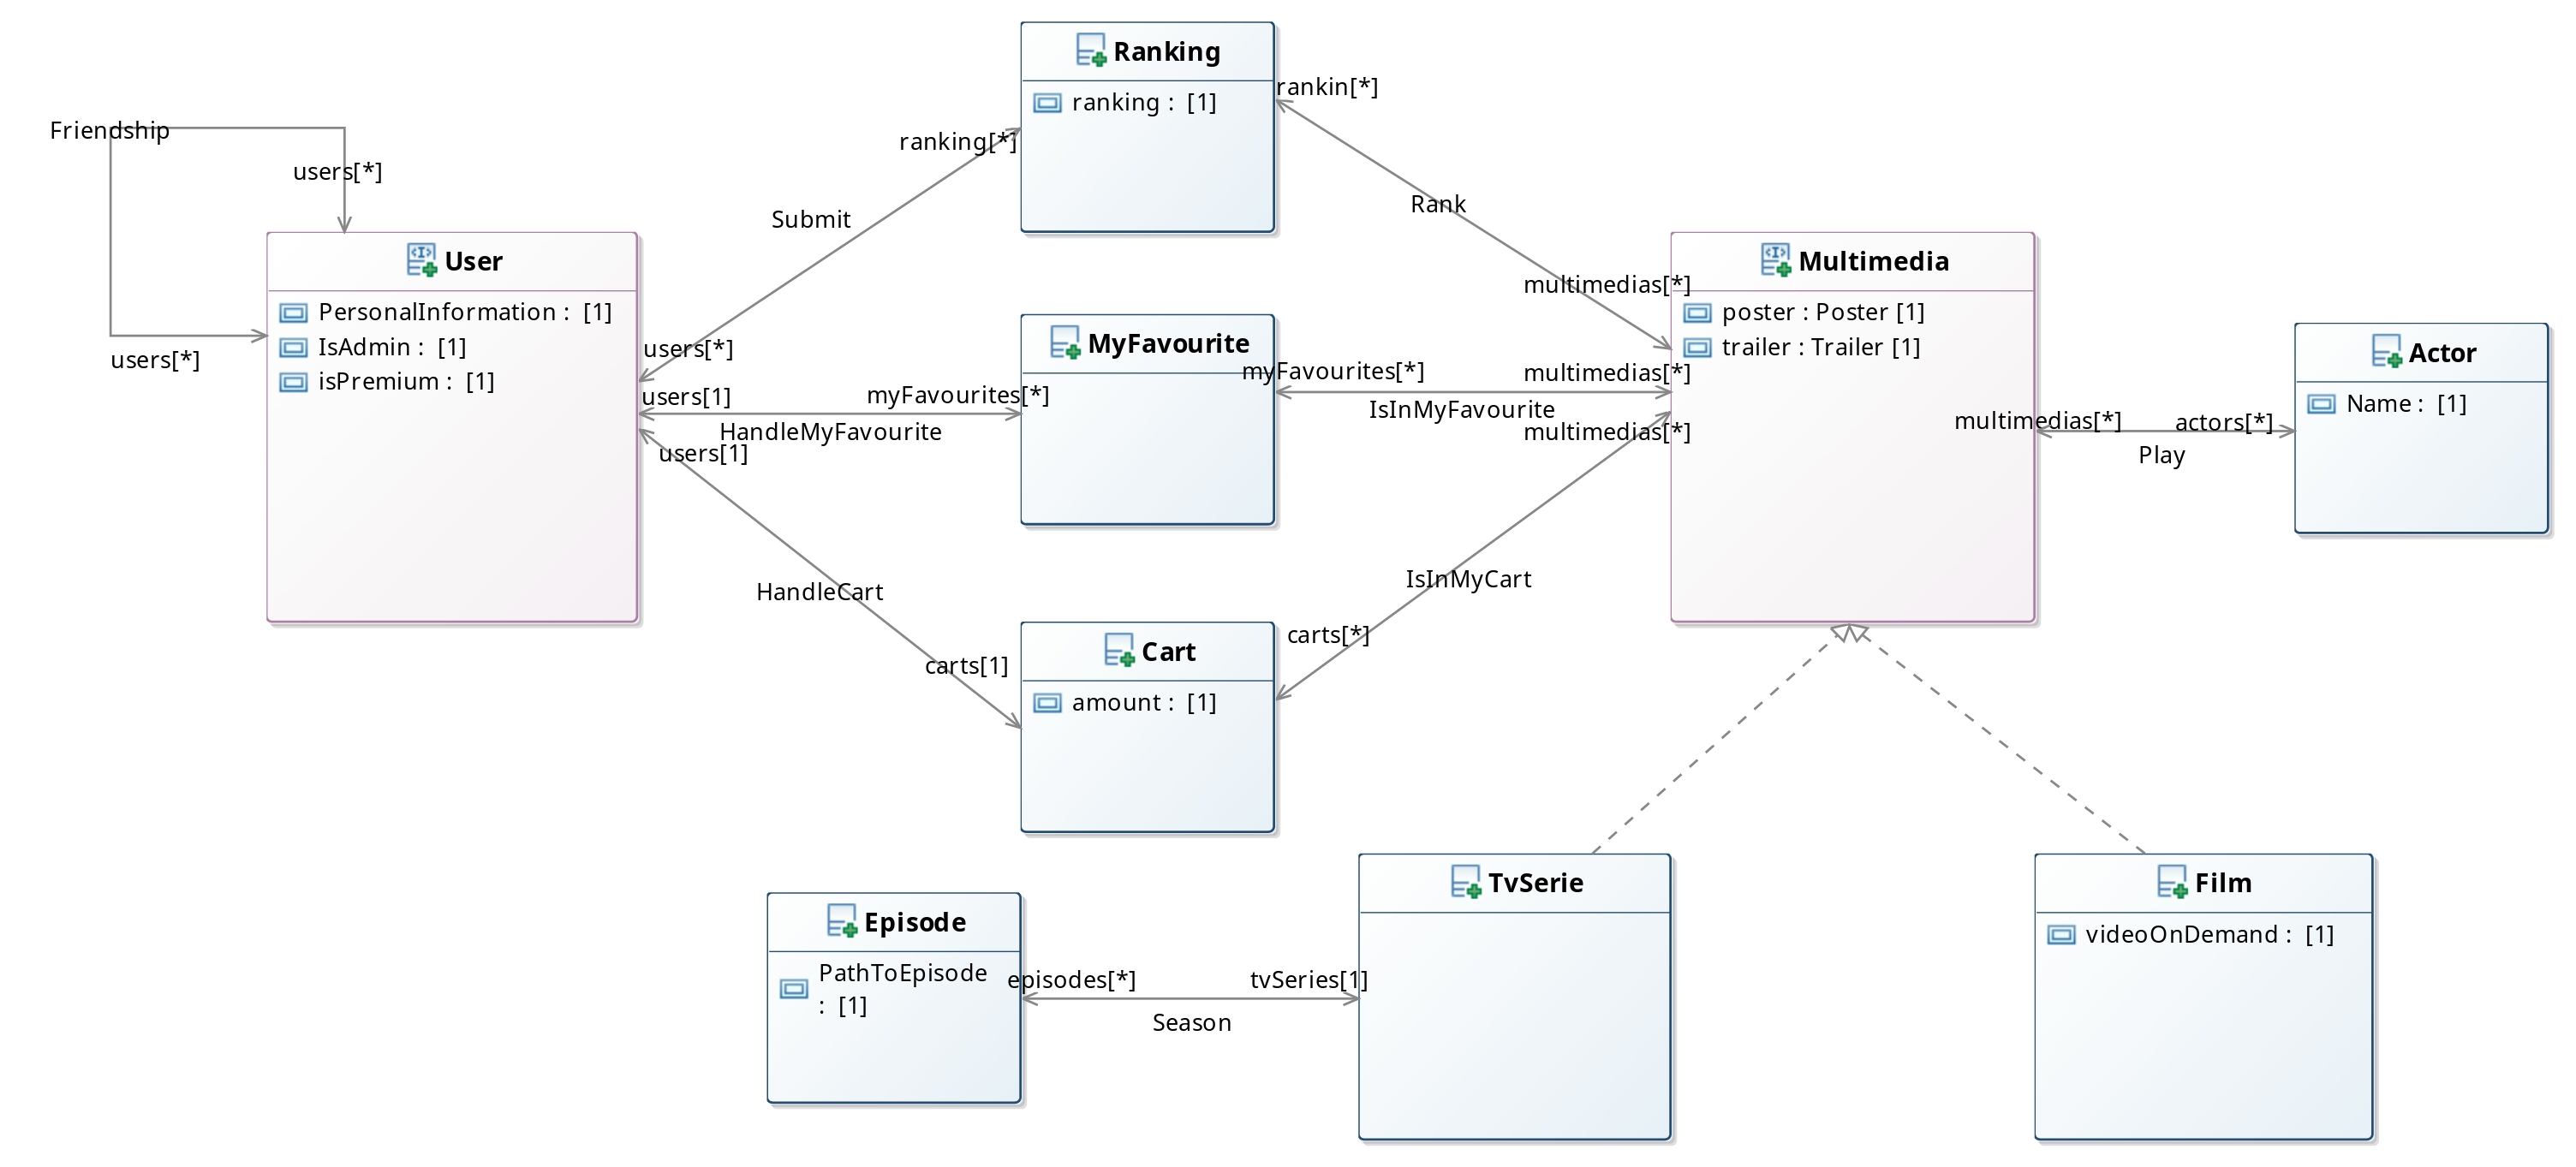 Ranking
ranking :  [1]
rankin[*]
Friendship
users[*]
ranking[*]
Submit
Rank
User
PersonalInformation :  [1]
IsAdmin :  [1]
isPremium :  [1]
users[*]
users[*]
users[1]
myFavourites[*]
HandleMyFavourite
users[1]
MyFavourite
myFavourites[*]
multimedias[*]
multimedias[*]
IsInMyFavourite
multimedias[*]
Multimedia
poster : Poster [1]
trailer : Trailer [1]
multimedias[*]
actors[*]
Play
Actor
Name :  [1]
HandleCart
IsInMyCart
carts[1]
carts[*]
Cart
amount :  [1]
Episode
PathToEpisode
:  [1]
episodes[*]
tvSeries[1]
Season
TvSerie
Film
videoOnDemand :  [1]